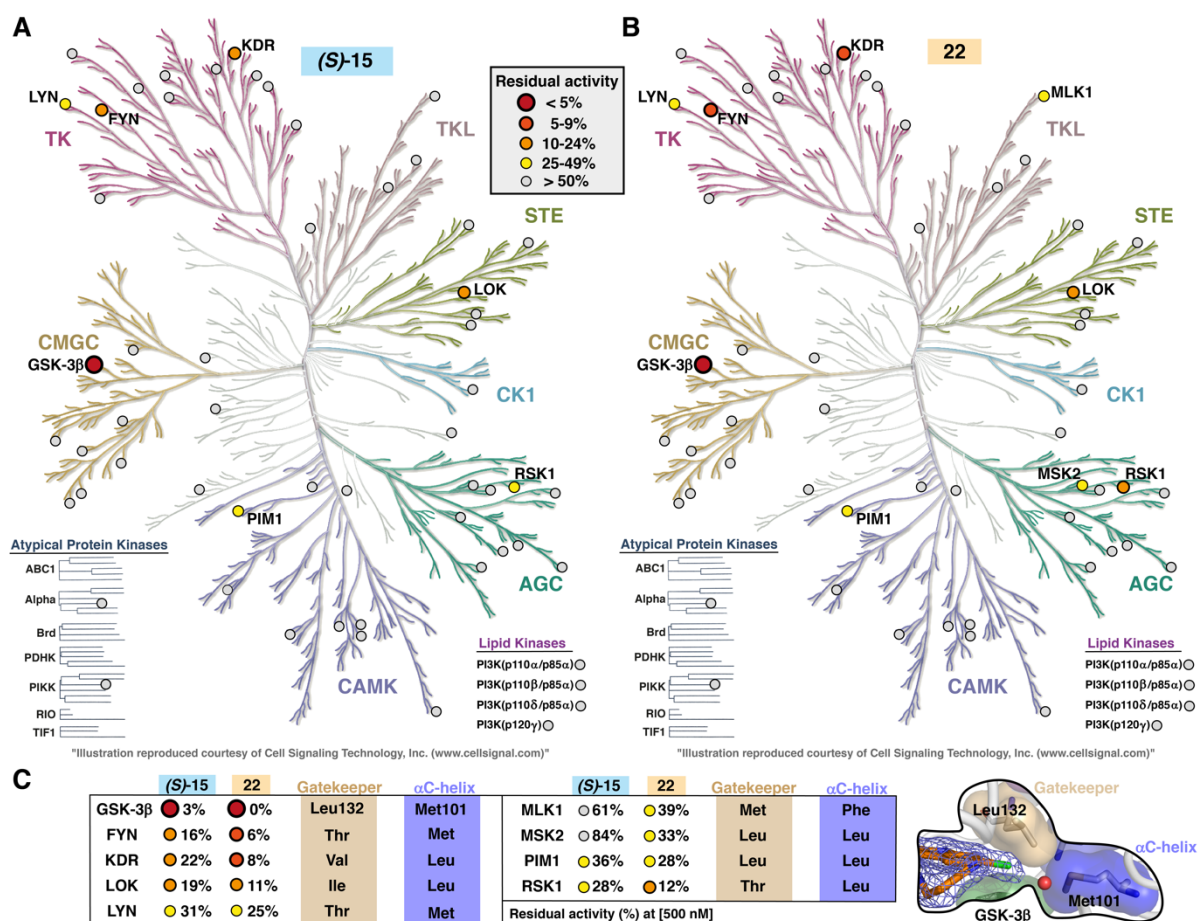 A
(S)-15
KDR
LYN
FYN
TK
TKL
STE
LOK
CMGC
GSK-3β
CK1
RSK1
PIM1
AGC
CAMK
Residual activity
< 5%
5-9%
10-24%
25-49%
> 50%
Atypical Protein Kinases
ABC1
Alpha
Brd
PDHK
PIKK
RIO
TIF1
Lipid Kinases
PI3K(p110α/p85α)
PI3K(p110β/p85α)
PI3K(p110δ/p85α)
PI3K(p120γ)
"Illustration reproduced courtesy of Cell Signaling Technology, Inc. (www.cellsignal.com)"
B
22
KDR
LYN
FYN
MLK1
TK
TKL
STE
LOK
CMGC
GSK-3β
CK1
MSK2 RSK1
PIM1
AGC
CAMK
Atypical Protein Kinases
ABC1
Alpha
Brd
PDHK
PIKK
RIO
TIF1
Lipid Kinases
PI3K(p110α/p85α)
PI3K(p110β/p85α)
PI3K(p110δ/p85α)
PI3K(p120γ)
"Illustration reproduced courtesy of Cell Signaling Technology, Inc. (www.cellsignal.com)"
C
(S)-15 22 Gatekeeper αC-helix
GSK-3β 3% 0% Leu132 Met101
FYN 16% 6% Thr Met
KDR 22% 8% Val Leu
LOK 19% 11% Ile Leu
LYN 31% 25% Thr Met
(S)-15 22 Gatekeeper αC-helix
MLK1 61% 39% Met Phe
MSK2 84% 33% Leu Leu
PIM1 36% 28% Leu Leu
RSK1 28% 12% Thr Leu
Residual activity (%) at [500 nM]
Gatekeeper
Leu132
αC-helix
Met101
GSK-3β